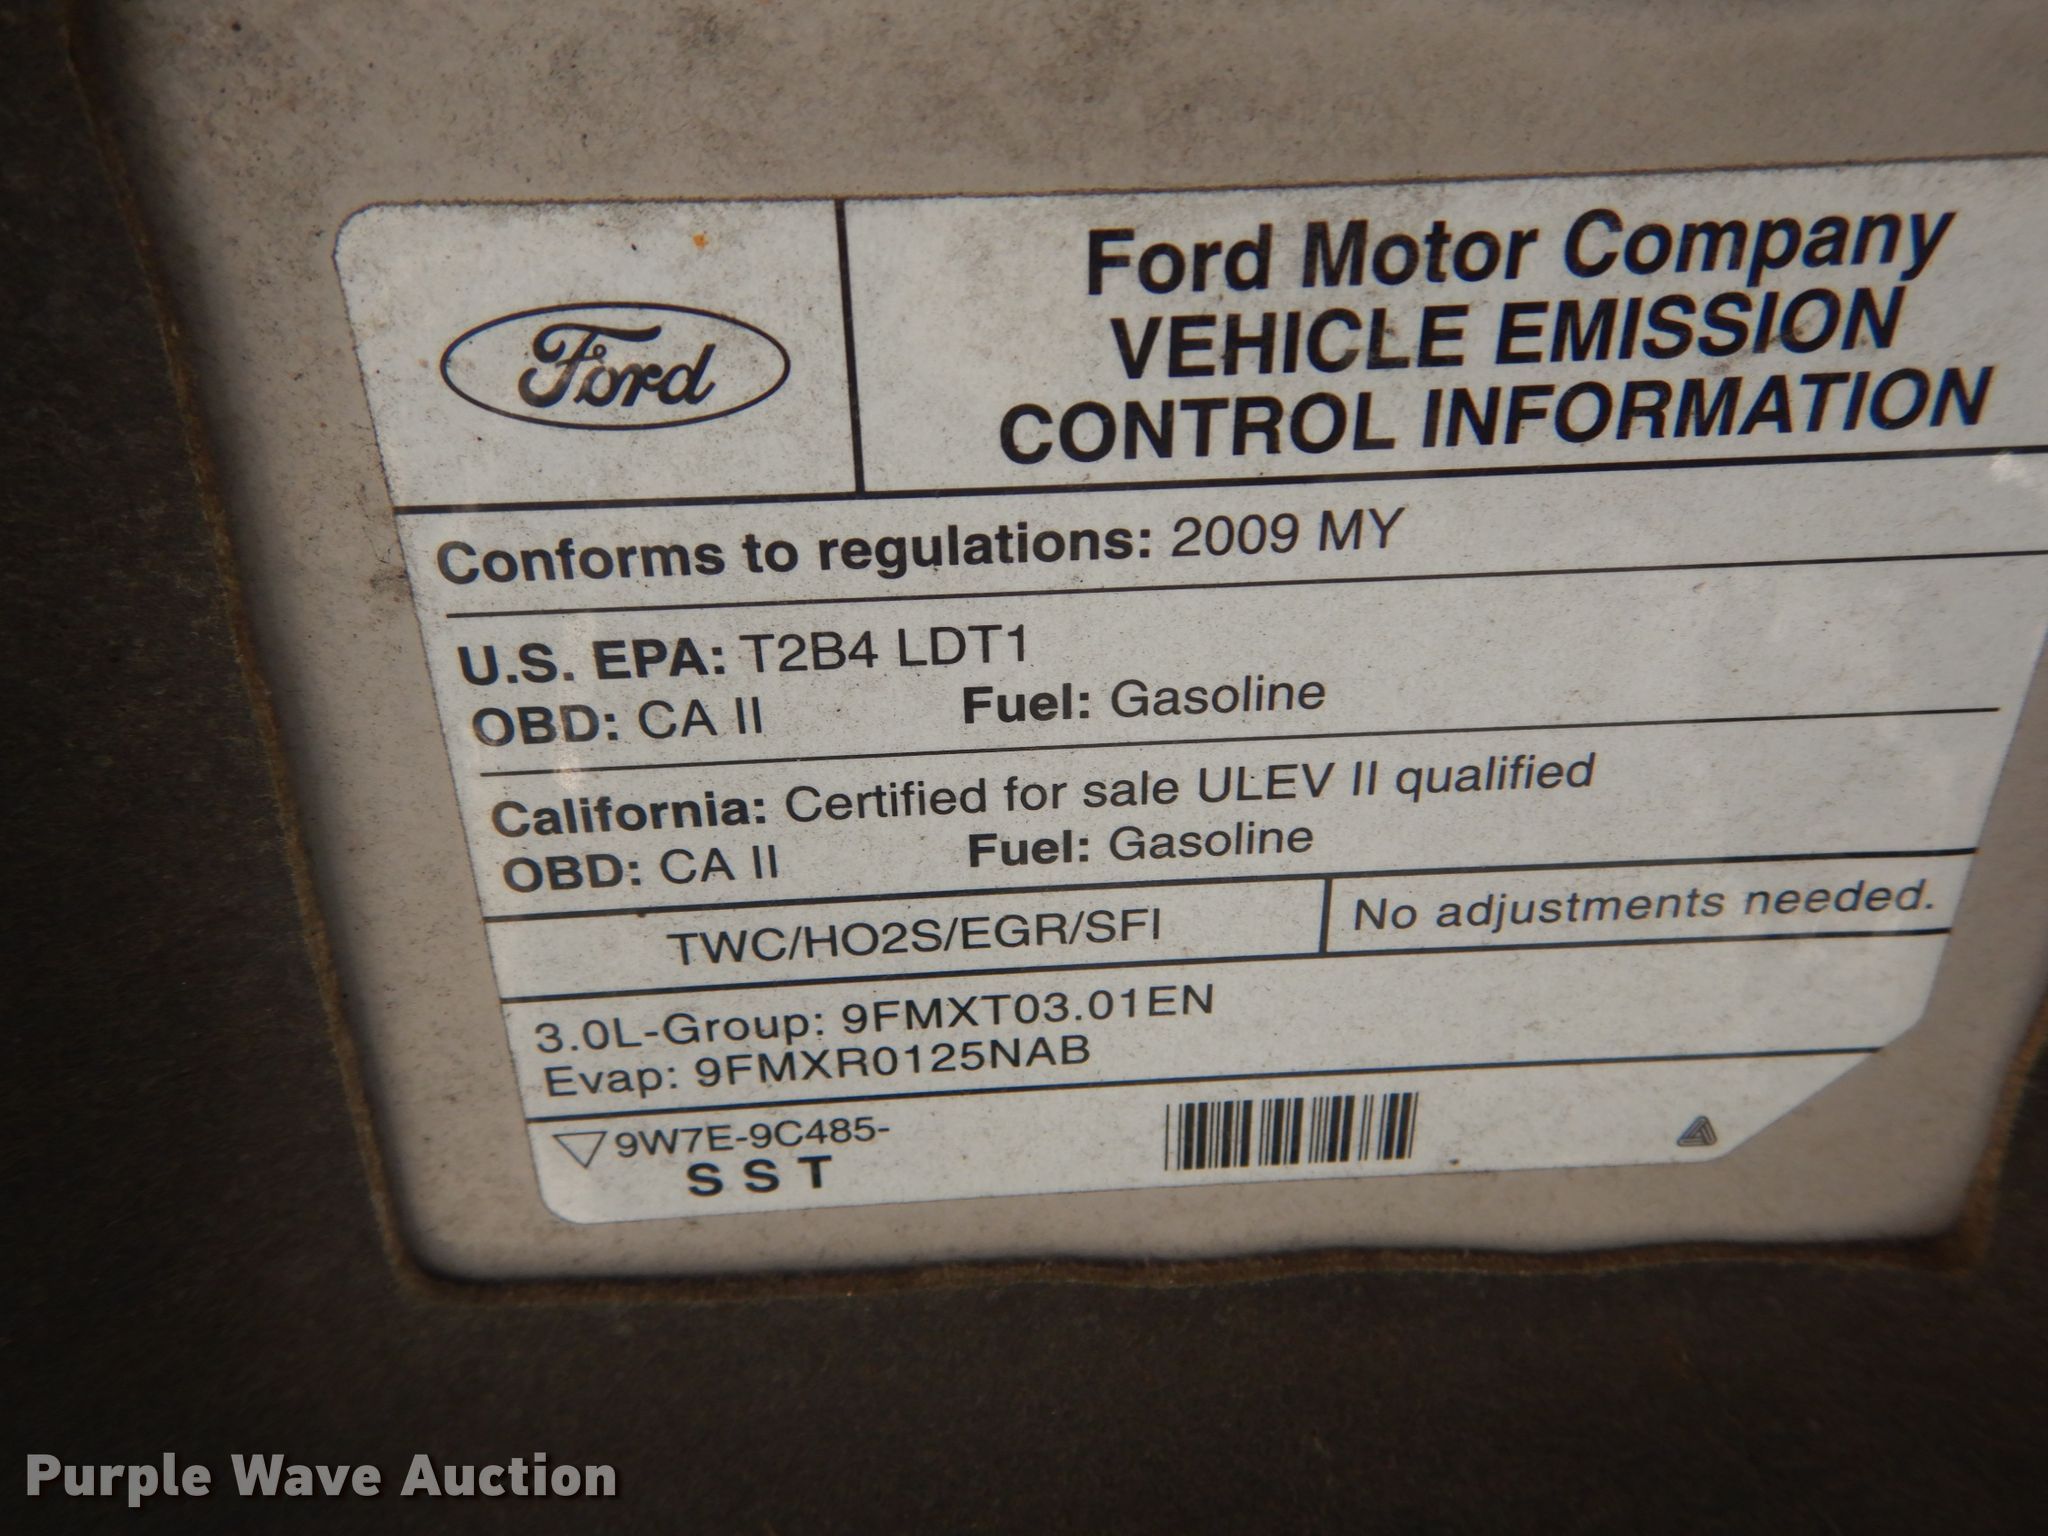 Ford
Ford Motor Company
VEHICLE EMISSION
CONTROL INFORMATION
Conforms to regulations: 2009 MY
U.S. EPA: T2B4 LDT1
OBD: CA II Fuel: Gasoline
California: Certified for sale ULEV II qualified
OBD: CA II Fuel: Gasoline
TWC/HO2S/EGR/SFI
No adjustments needed.
3.0L-Group: 9FMXT03.01EN
Evap: 9FMXR0125NAB
9W7E-9C485-
S S T
Purple Wave Auction